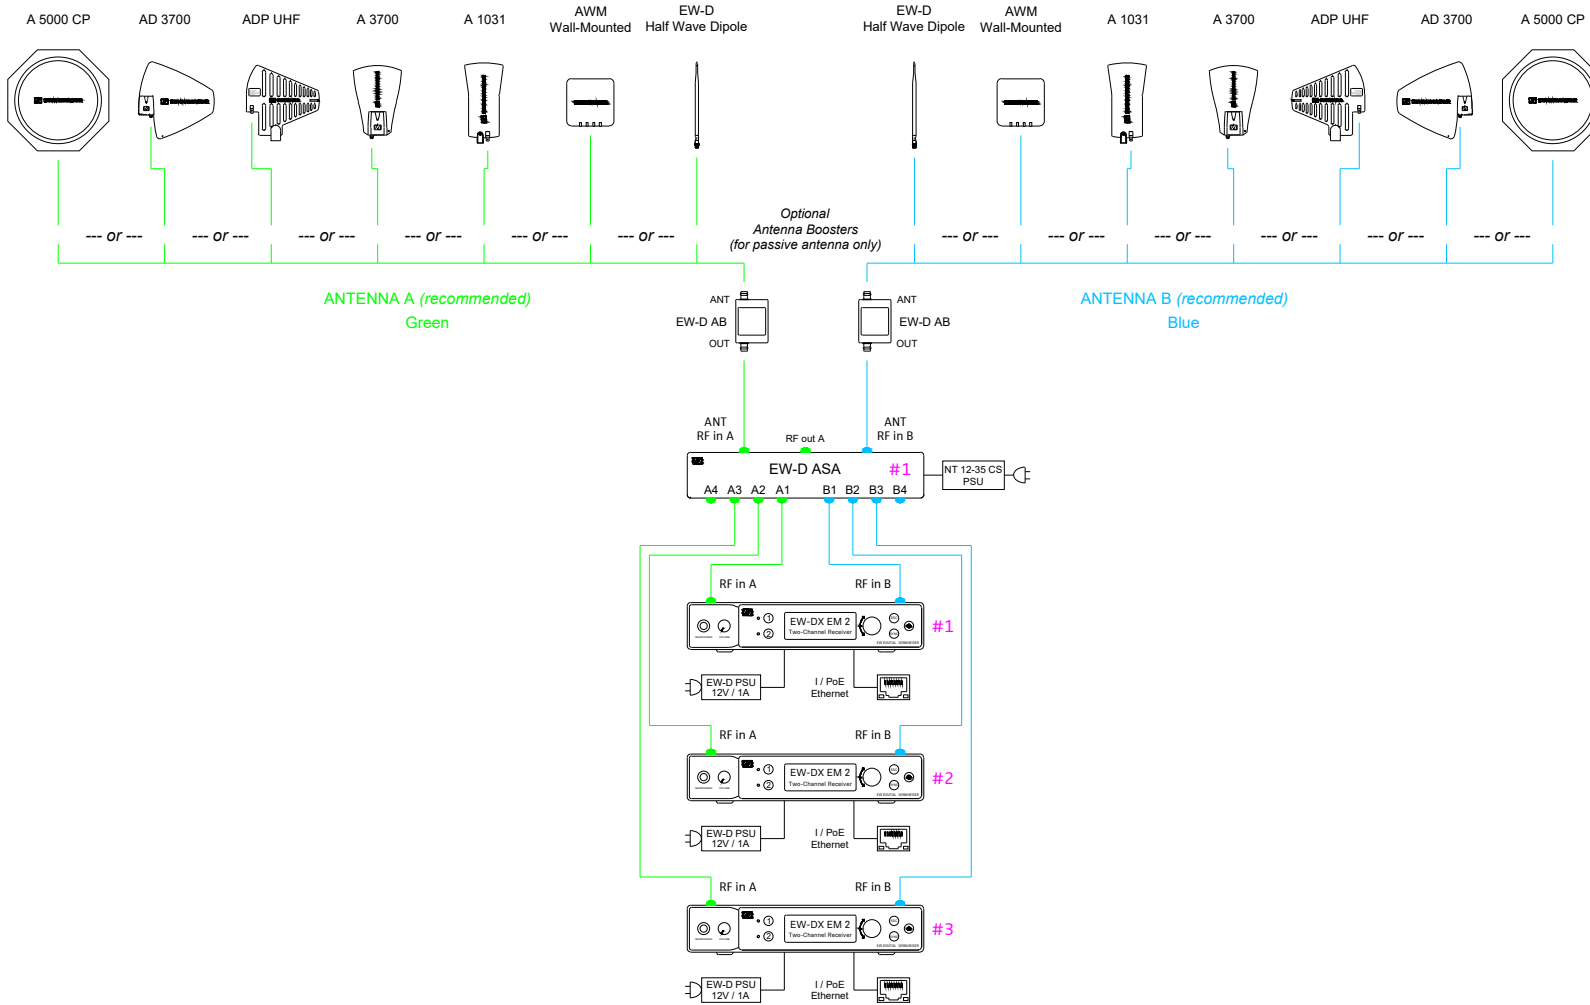 A 5000 CP
AD 3700
ADP UHF
A 3700
A 1031
AWM
Wall-Mounted
EW-D
Half Wave Dipole
EW-D
Half Wave Dipole
AWM
Wall-Mounted
A 1031
A 3700
ADP UHF
AD 3700
A 5000 CP
--- or ---
--- or ---
--- or ---
--- or ---
--- or ---
--- or ---
Optional
Antenna Boosters
(for passive antenna only)
--- or ---
--- or ---
--- or ---
--- or ---
--- or ---
--- or ---
ANTENNA A (recommended)
Green
ANT
EW-D AB
OUT
ANT
EW-D AB
OUT
ANTENNA B (recommended)
Blue
ANT
RF in A
RF out A
ANT
RF in B
EW-D ASA
#1
NT 12-35 CS
PSU
A4 A3 A2 A1 B1 B2 B3 B4
RF in A
RF in B
1
2
EW-DX EM 2
Two-Channel Receiver
#1
EW-D PSU
12V / 1A
I / PoE
Ethernet
RF in A
RF in B
1
2
EW-DX EM 2
Two-Channel Receiver
#2
EW-D PSU
12V / 1A
I / PoE
Ethernet
RF in A
RF in B
1
2
EW-DX EM 2
Two-Channel Receiver
#3
EW-D PSU
12V / 1A
I / PoE
Ethernet